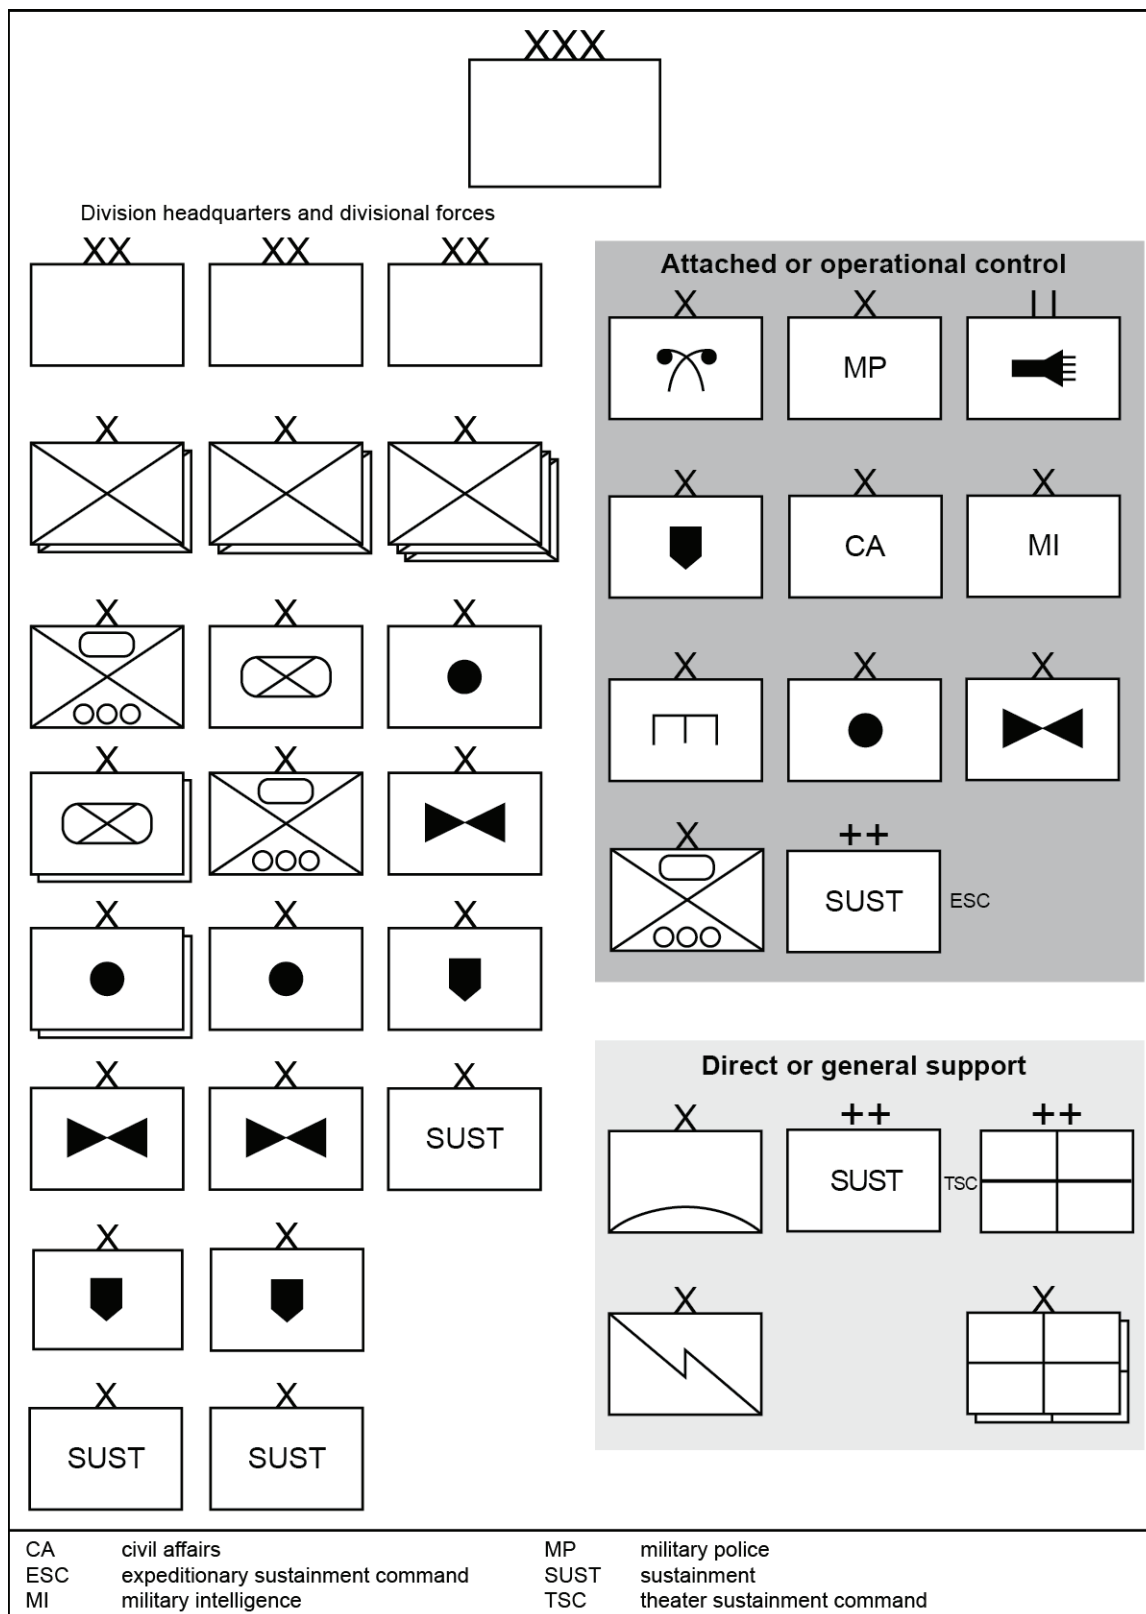 XXX
Division headquarters and divisional forces
XX XX XX
Attached or operational control
X X II
MP
X X X
X X X
CA MI
X X X
X X X
X X X
X ++
SUST ESC
X X X
Direct or general support
X X X
SUST
X ++ ++
SUST TSC
X X
X X
X X
SUST SUST
CA civil affairs MP military police
ESC expeditionary sustainment command SUST sustainment
MI military intelligence TSC theater sustainment command